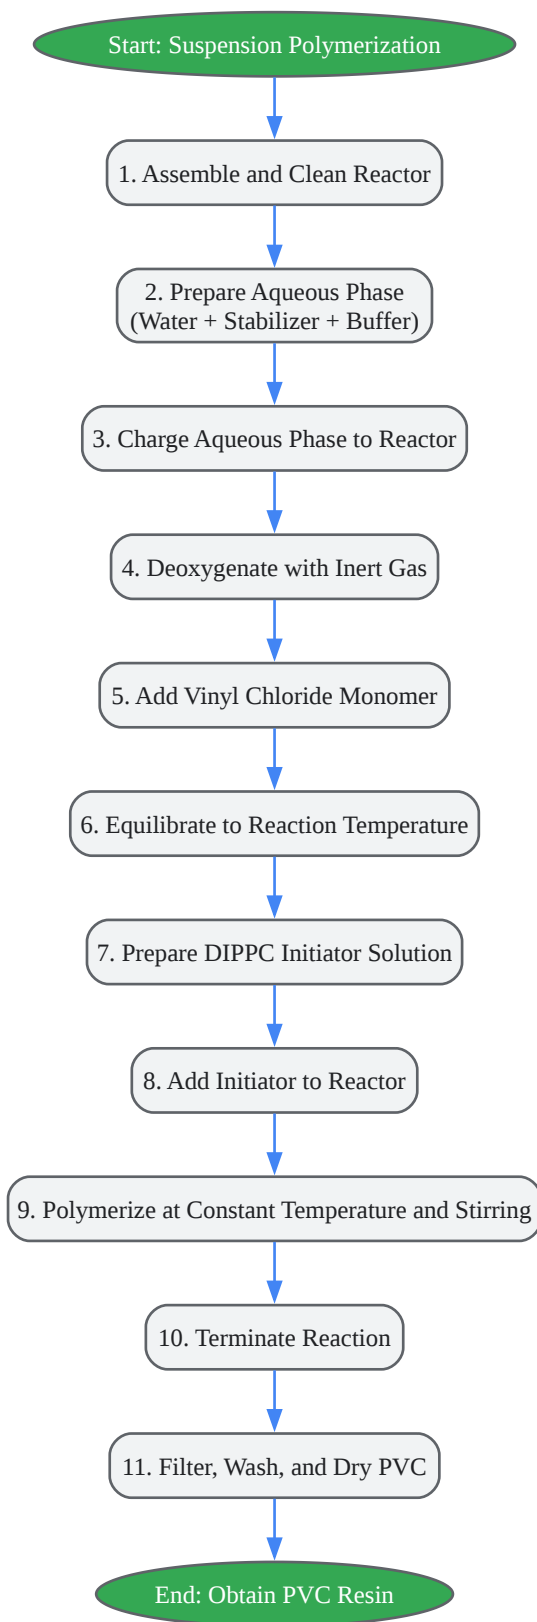 Start: Suspension Polymerization
1. Assemble and Clean Reactor
2. Prepare Aqueous Phase
(Water + Stabilizer + Buffer)
3. Charge Aqueous Phase to Reactor
4. Deoxygenate with Inert Gas
5. Add Vinyl Chloride Monomer
6. Equilibrate to Reaction Temperature
7. Prepare DIPPC Initiator Solution
8. Add Initiator to Reactor
9. Polymerize at Constant Temperature and Stirring
10. Terminate Reaction
11. Filter, Wash, and Dry PVC
End: Obtain PVC Resin